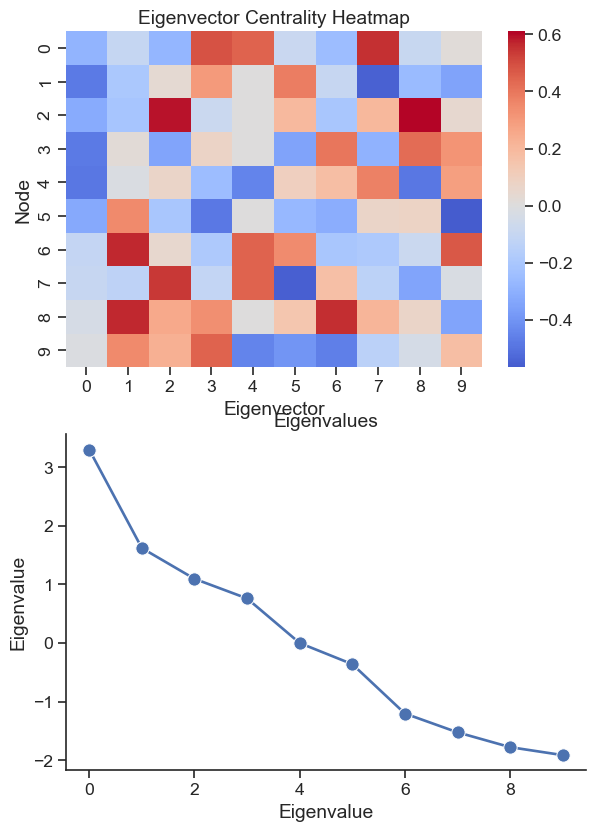 Eigenvector Centrality Heatmap
Node
0
1
2
3
4
5
6
7
8
9
0 1 2 3 4 5 6 7 8 9
Eigenvector
0.6
0.4
0.2
0.0
−0.2
−0.4
Eigenvalues
Eigenvalue
3
2
1
0
−1
−2
0 2 4 6 8
Eigenvalue